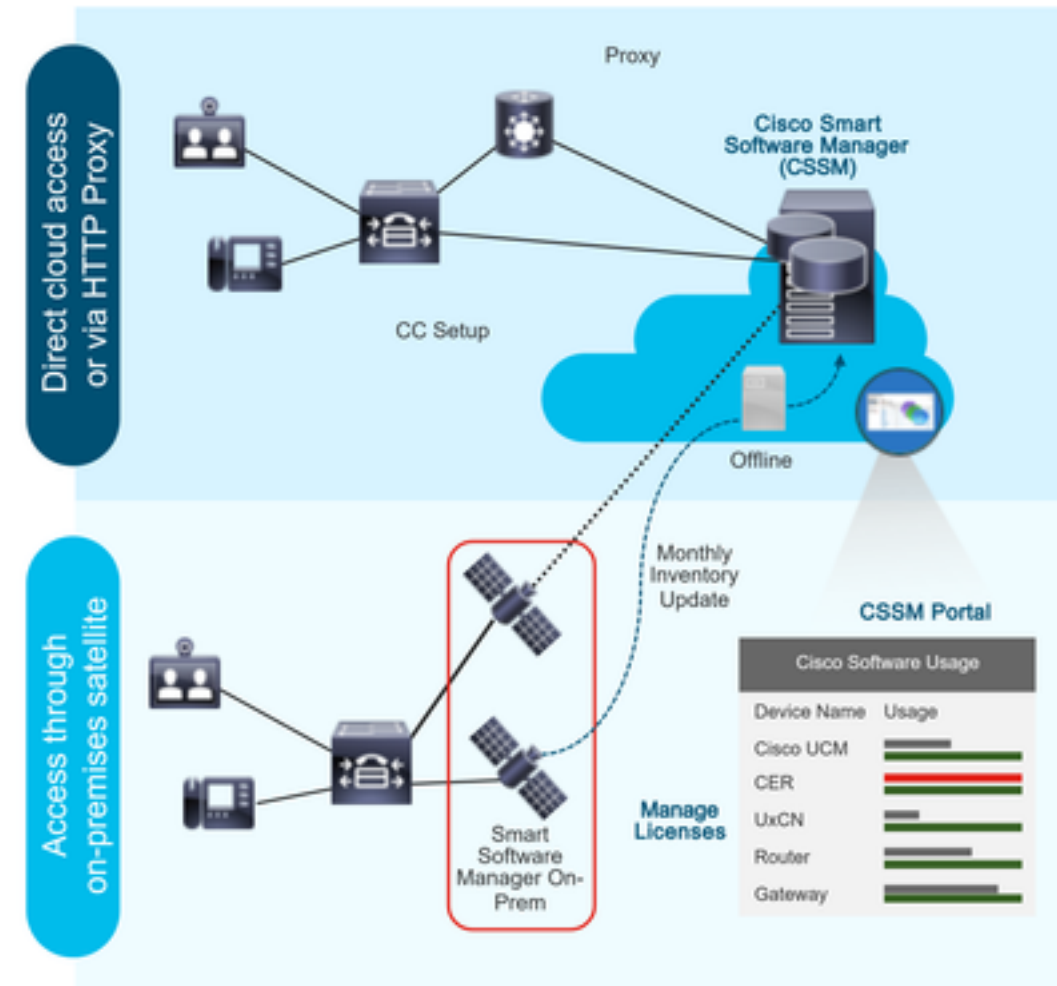 Direct cloud access
or via HTTP Proxy
Proxy
Cisco Smart
Software Manager
(CSSM)
CC Setup
Offline
Access through
on-premises satellite
Monthly
Inventory
Update
Smart
Software
Manager On-
Prem
Manage
Licenses
CSSM Portal
Cisco Software Usage
Device Name Usage
Cisco UCM
CER
UxCN
Router
Gateway